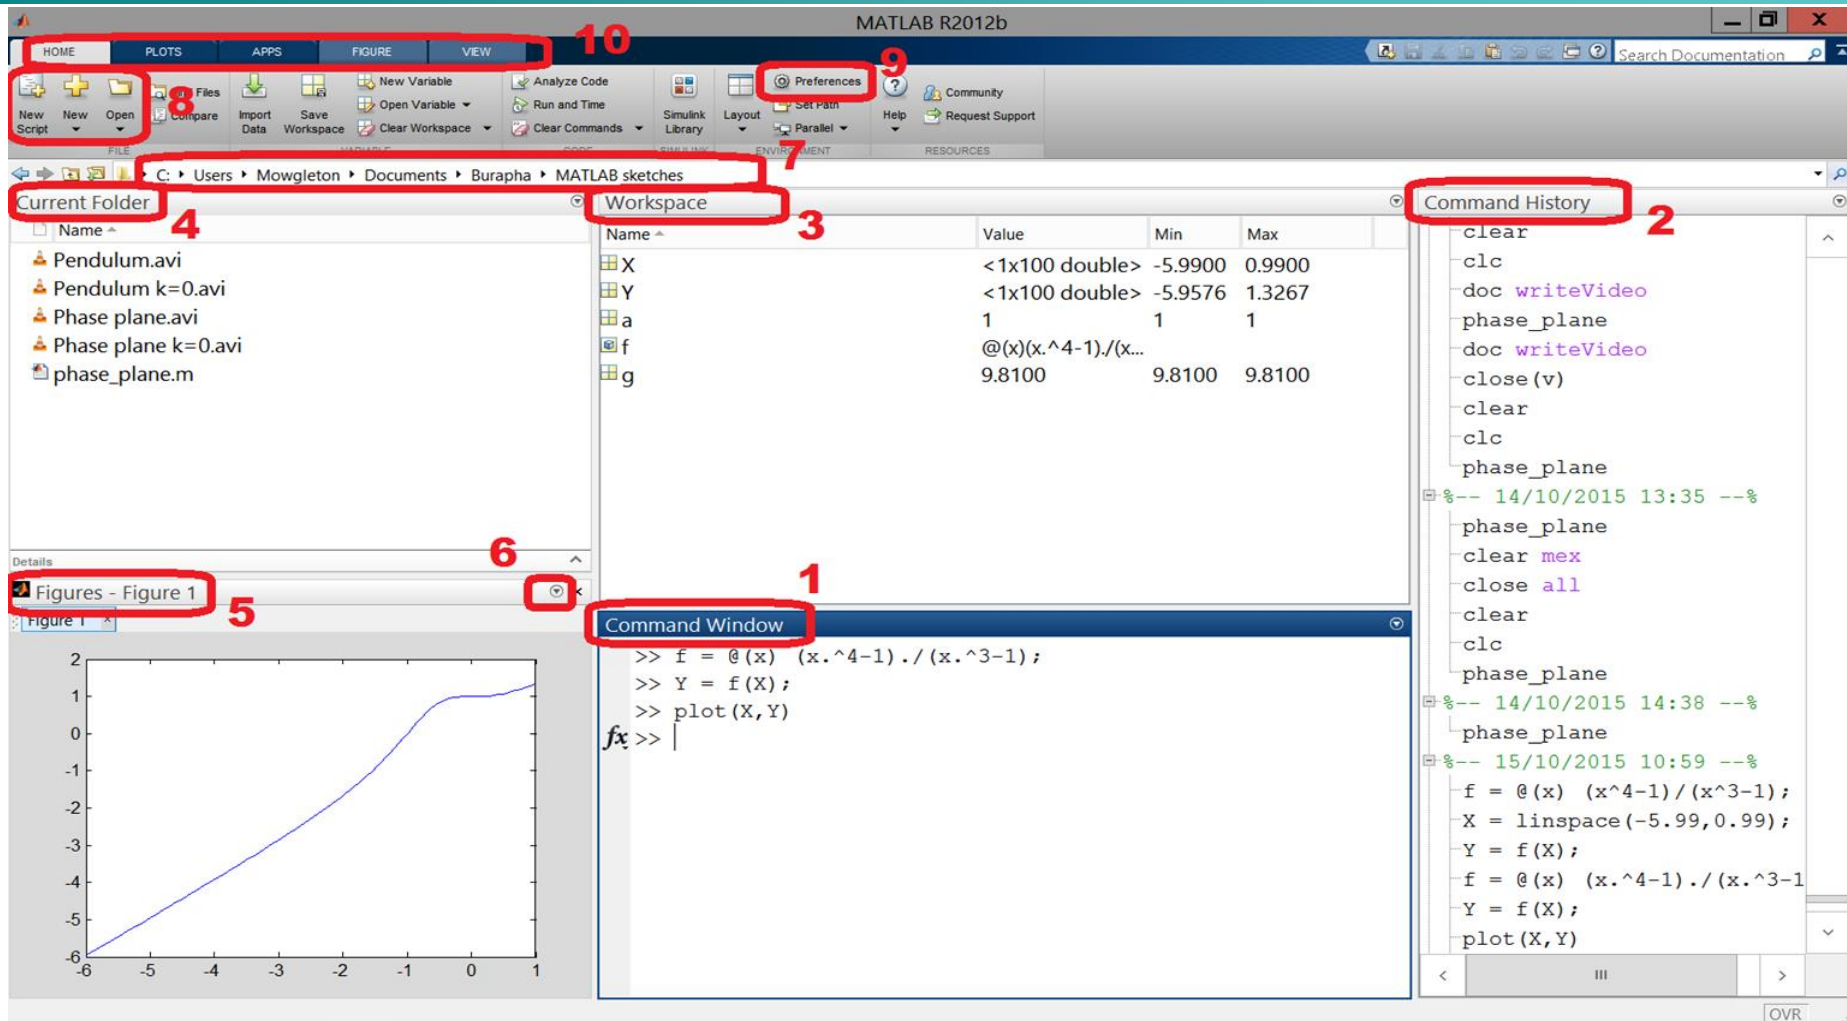 MATLAB R2012b
HOME PLOTS APPS FIGURE VIEW 10
Search Documentation
New Script New Open 8 Files Compare
Import Data Save Workspace
New Variable
Open Variable
Clear Workspace
Analyze Code
Run and Time
Clear Commands
Simulink Library
Layout
Preferences 9
Set Path
Parallel
Help
Community
Request Support
FILE VARIABLE CODE SIMULINK ENVIRONMENT RESOURCES
7
C: Users Mowgleton Documents Burapha MATLAB sketches
Current Folder 4
Name
Pendulum.avi
Pendulum k=0.avi
Phase plane.avi
Phase plane k=0.avi
phase_plane.m
Details
6
Figures - Figure 1 5
Figure 1
2
1
0
-1
-2
-3
-4
-5
-6
-6 -5 -4 -3 -2 -1 0 1
Workspace 3
Name Value Min Max
X <1x100 double> -5.9900 0.9900
Y <1x100 double> -5.9576 1.3267
a 1 1 1
f @(x)(x.^4-1)./(x...
g 9.8100 9.8100 9.8100
1
Command Window
>> f = @(x) (x.^4-1)./(x.^3-1);
>> Y = f(X);
>> plot(X,Y)
fx >>
Command History 2
clear
clc
doc writeVideo
phase_plane
doc writeVideo
close(v)
clear
clc
phase_plane
%-- 14/10/2015 13:35 --%
phase_plane
clear mex
close all
clear
clc
phase_plane
%-- 14/10/2015 14:38 --%
phase_plane
%-- 15/10/2015 10:59 --%
f = @(x) (x^4-1)/(x^3-1);
X = linspace(-5.99,0.99);
Y = f(X);
f = @(x) (x.^4-1)./(x.^3-1
Y = f(X);
plot(X,Y)
OVR